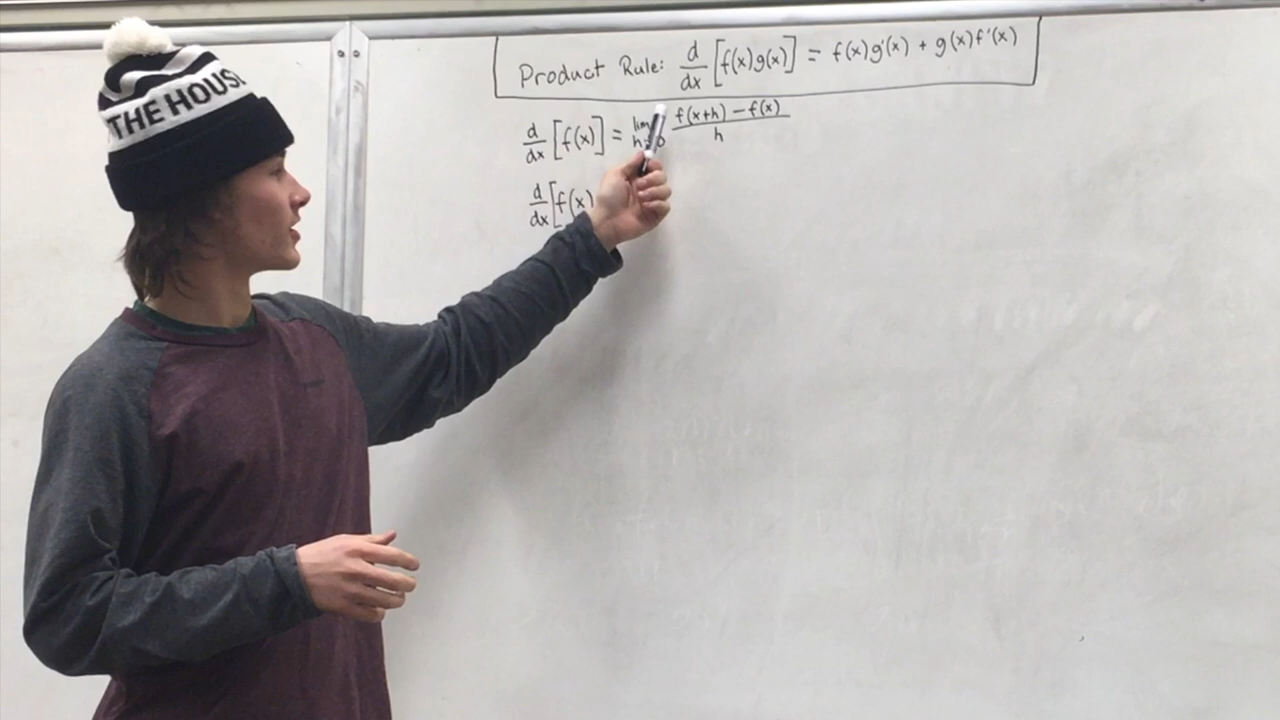 THE HOUSE
Product Rule: d/dx [f(x)g(x)] = f(x)g'(x) + g(x)f'(x)
d/dx [f(x)] = lim h→0 f(x+h) − f(x) / h
d/dx [f(x)